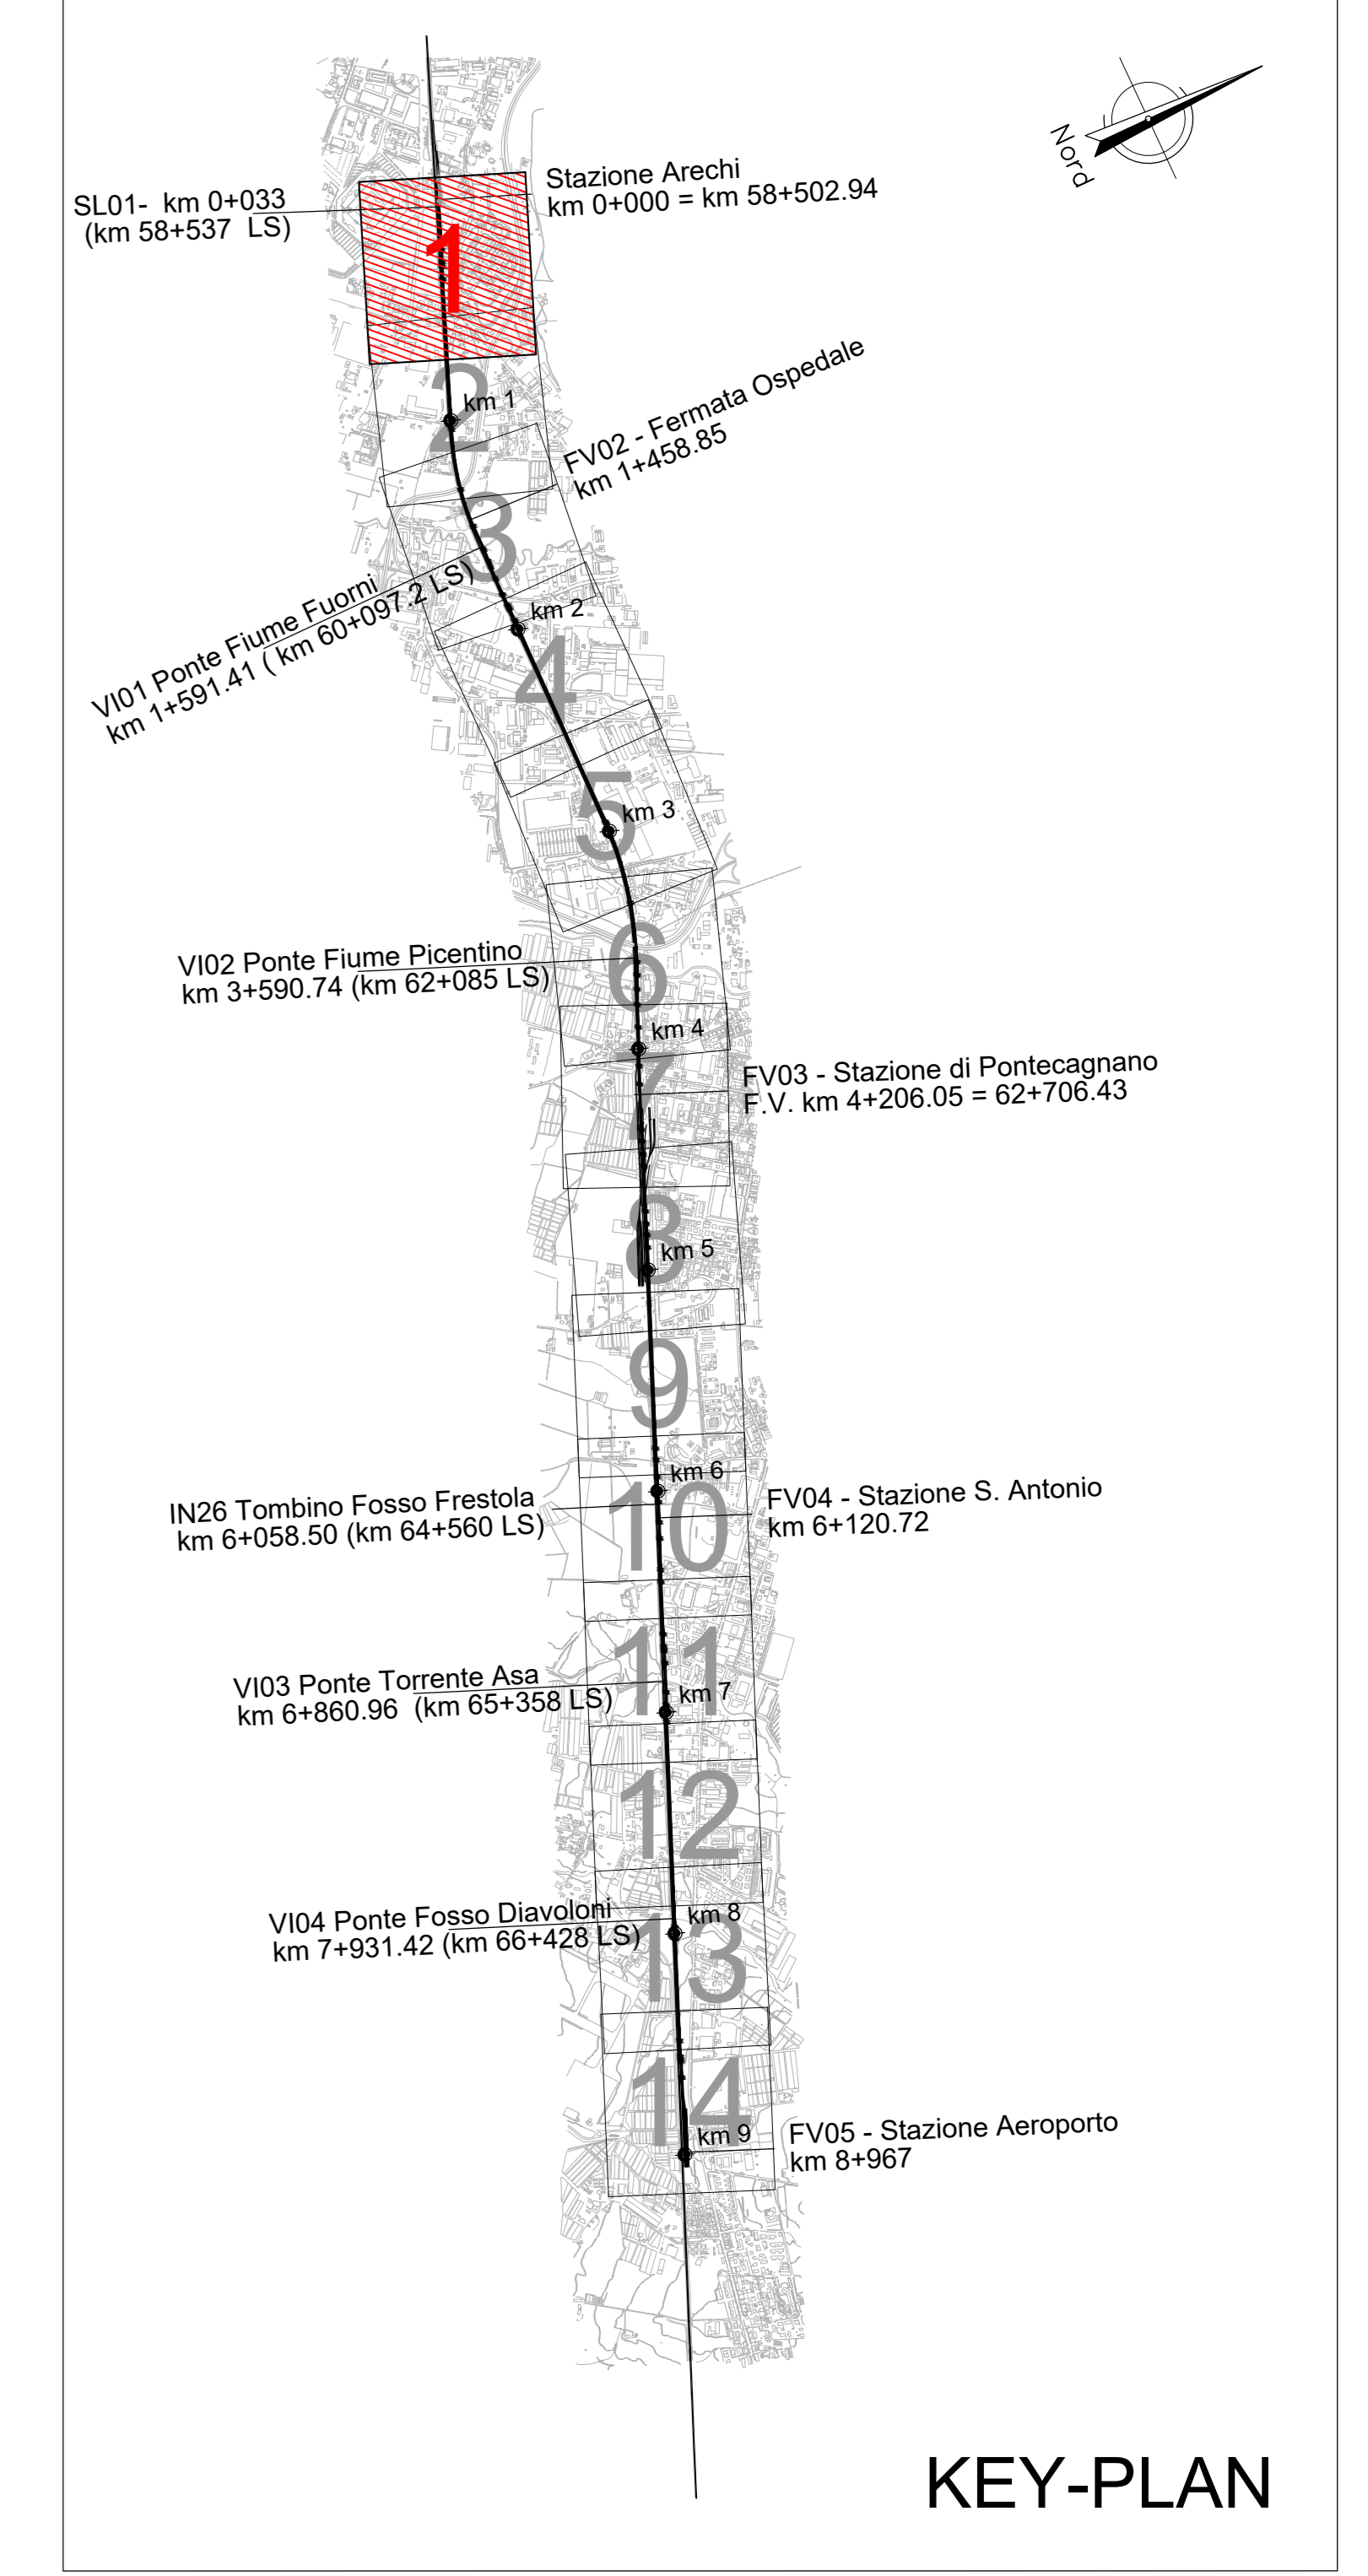 Nord
SL01- km 0+033
(km 58+537 LS)
Stazione Arechi
km 0+000 = km 58+502.94
1
2
km 1
FV02 - Fermata Ospedale
km 1+458.85
3
VI01 Ponte Fiume Fuorni
km 1+591.41 ( km 60+097.2 LS)
km 2
4
5
km 3
VI02 Ponte Fiume Picentino
km 3+590.74 (km 62+085 LS)
6
km 4
7
FV03 - Stazione di Pontecagnano
F.V. km 4+206.05 = 62+706.43
8
km 5
9
km 6
IN26 Tombino Fosso Frestola
km 6+058.50 (km 64+560 LS)
10
FV04 - Stazione S. Antonio
km 6+120.72
11
VI03 Ponte Torrente Asa
km 6+860.96 (km 65+358 LS)
km 7
12
VI04 Ponte Fosso Diavoloni
km 7+931.42 (km 66+428 LS)
km 8
13
14
km 9
FV05 - Stazione Aeroporto
km 8+967
KEY-PLAN